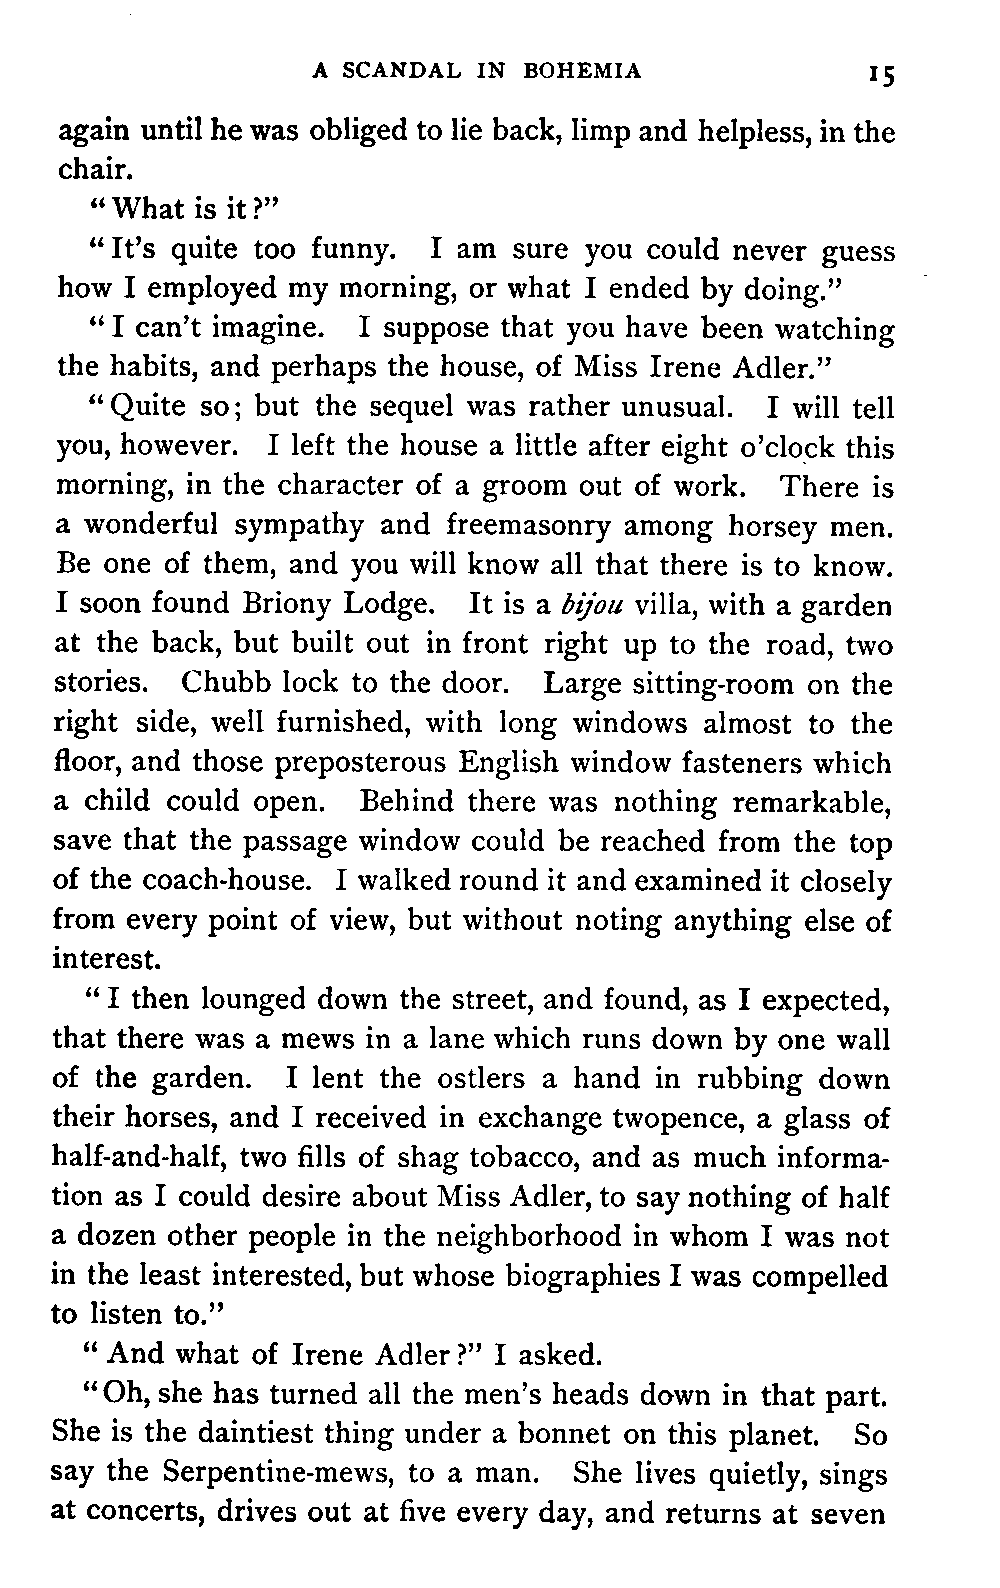 A SCANDAL IN BOHEMIA 15
again until he was obliged to lie back, limp and helpless, in the
chair.
“What is it?”
“It's quite too funny. I am sure you could never guess
how I employed my morning, or what I ended by doing.”
“I can't imagine. I suppose that you have been watching
the habits, and perhaps the house, of Miss Irene Adler.”
“Quite so; but the sequel was rather unusual. I will tell
you, however. I left the house a little after eight o'clock this
morning, in the character of a groom out of work. There is
a wonderful sympathy and freemasonry among horsey men.
Be one of them, and you will know all that there is to know.
I soon found Briony Lodge. It is a bijou villa, with a garden
at the back, but built out in front right up to the road, two
stories. Chubb lock to the door. Large sitting-room on the
right side, well furnished, with long windows almost to the
floor, and those preposterous English window fasteners which
a child could open. Behind there was nothing remarkable,
save that the passage window could be reached from the top
of the coach-house. I walked round it and examined it closely
from every point of view, but without noting anything else of
interest.
“I then lounged down the street, and found, as I expected,
that there was a mews in a lane which runs down by one wall
of the garden. I lent the ostlers a hand in rubbing down
their horses, and I received in exchange twopence, a glass of
half-and-half, two fills of shag tobacco, and as much informa-
tion as I could desire about Miss Adler, to say nothing of half
a dozen other people in the neighborhood in whom I was not
in the least interested, but whose biographies I was compelled
to listen to.”
“And what of Irene Adler?” I asked.
“Oh, she has turned all the men's heads down in that part.
She is the daintiest thing under a bonnet on this planet. So
say the Serpentine-mews, to a man. She lives quietly, sings
at concerts, drives out at five every day, and returns at seven